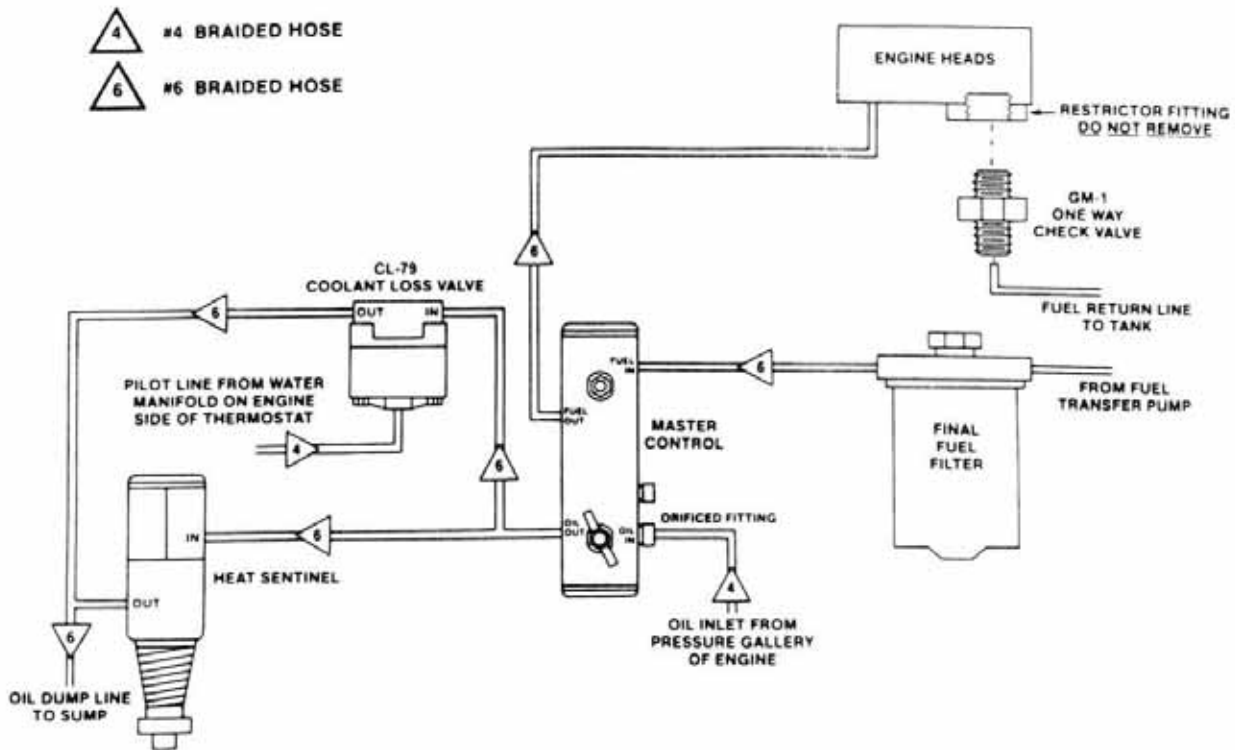 4 #4 BRAIDED HOSE
6 #6 BRAIDED HOSE
ENGINE HEADS
RESTRICTOR FITTING
DO NOT REMOVE
GM-1
ONE WAY
CHECK VALVE
FUEL RETURN LINE
TO TANK
6
CL-79
COOLANT LOSS VALVE
OUT IN
6
PILOT LINE FROM WATER
MANIFOLD ON ENGINE
SIDE OF THERMOSTAT
4
FUEL
IN
6
FROM FUEL
TRANSFER PUMP
FUEL
OUT
MASTER
CONTROL
FINAL
FUEL
FILTER
6
OIL
OUT
OIL
IN
ORIFICED FITTING
IN
6
HEAT SENTINEL
OUT
4
OIL INLET FROM
PRESSURE GALLERY
OF ENGINE
6
OIL DUMP LINE
TO SUMP